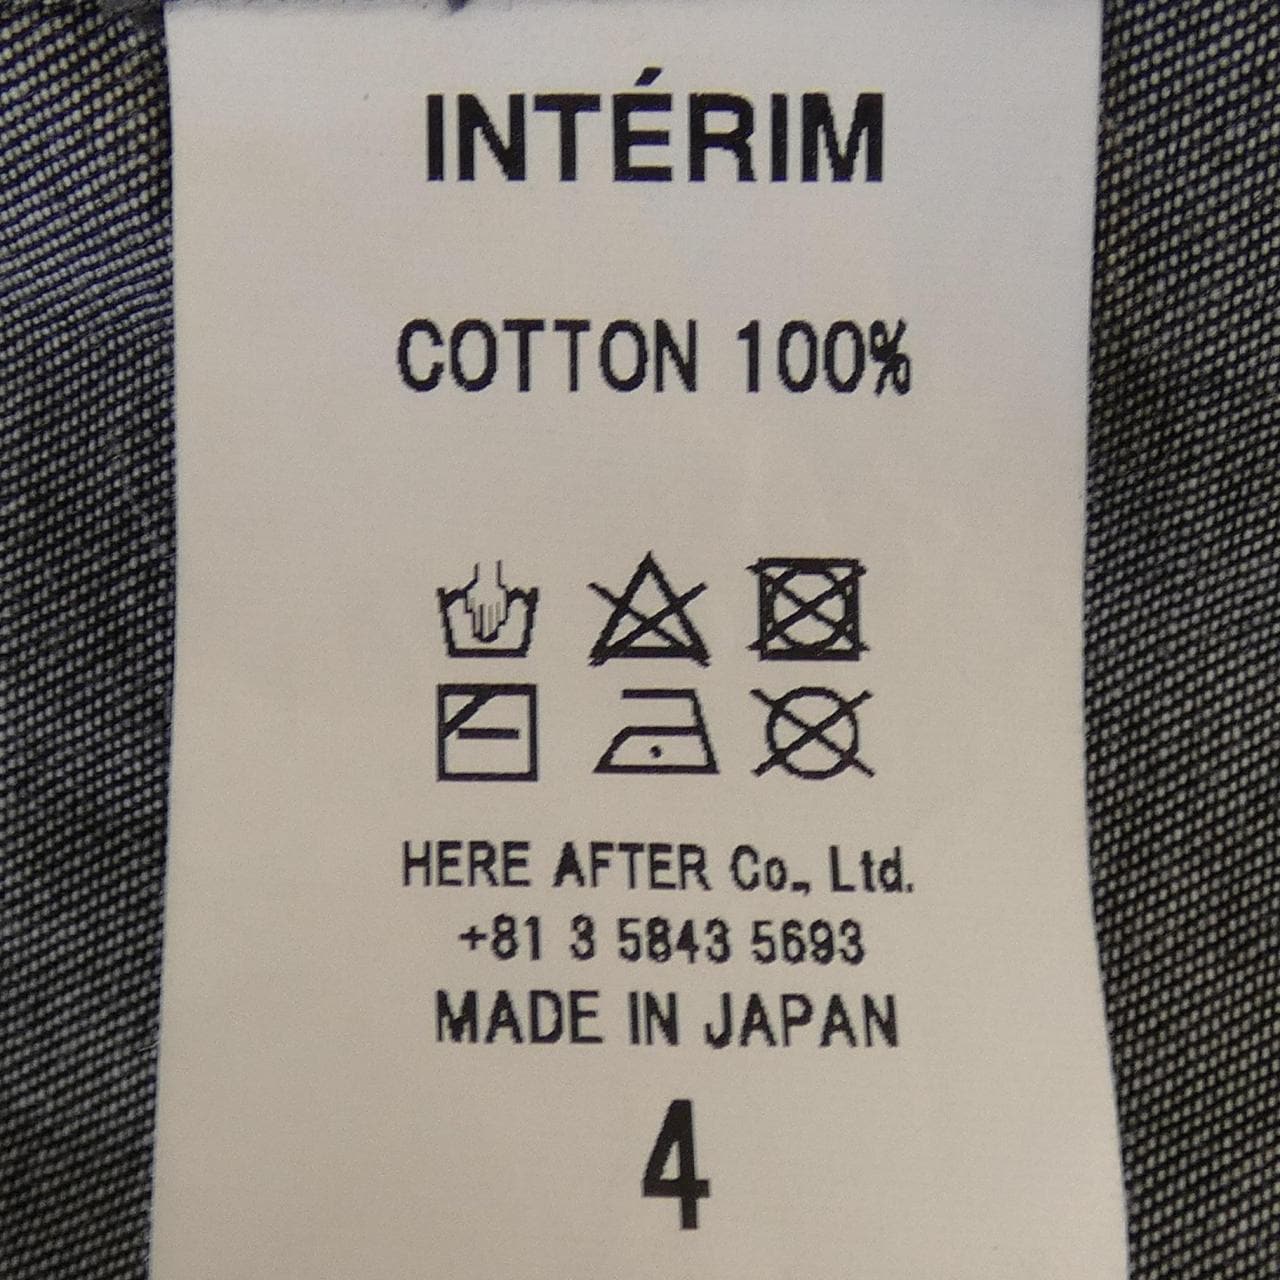 INTÉRIM
COTTON 100%
HERE AFTER Co., Ltd.
+81 3 5843 5693
MADE IN JAPAN
4